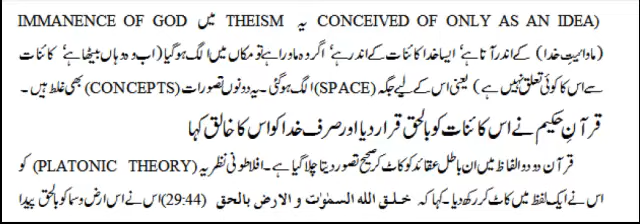 IMMANENCE OF GOD میں THEISM یہ CONCEIVED OF ONLY AS AN IDEA)
(ماورائیتِ خدا) کے اندر آتا ہے‘ ایسا خدا کائنات کے اندر ہے‘ اگر وہ ماوراء ہے تو مکاں میں الگ ہو گیا (اب وہ وہاں بیٹھا ہے‘ کائنات
سے اس کا کوئی تعلق نہیں ہے) یعنی اس کے لیے جگہ (SPACE) الگ ہو گئی۔ یہ دونوں تصورات (CONCEPTS) بھی غلط ہیں۔
قرآنِ حکیم نے اس کائنات کو بالحق قرار دیا اور صرف خدا کو اس کا خالق کہا
قرآن دو دو الفاظ میں ان باطل عقائد کو کاٹ کر صحیح تصور دیتا چلا گیا ہے۔ افلاطونی نظریہ (PLATONIC THEORY) کو
اس نے ایک لفظ میں کاٹ کر رکھ دیا۔ کہا کہ خلق الله السمٰوٰت و الارض بالحق (29:44) اس نے اس ارض و سما کو بالحق پیدا